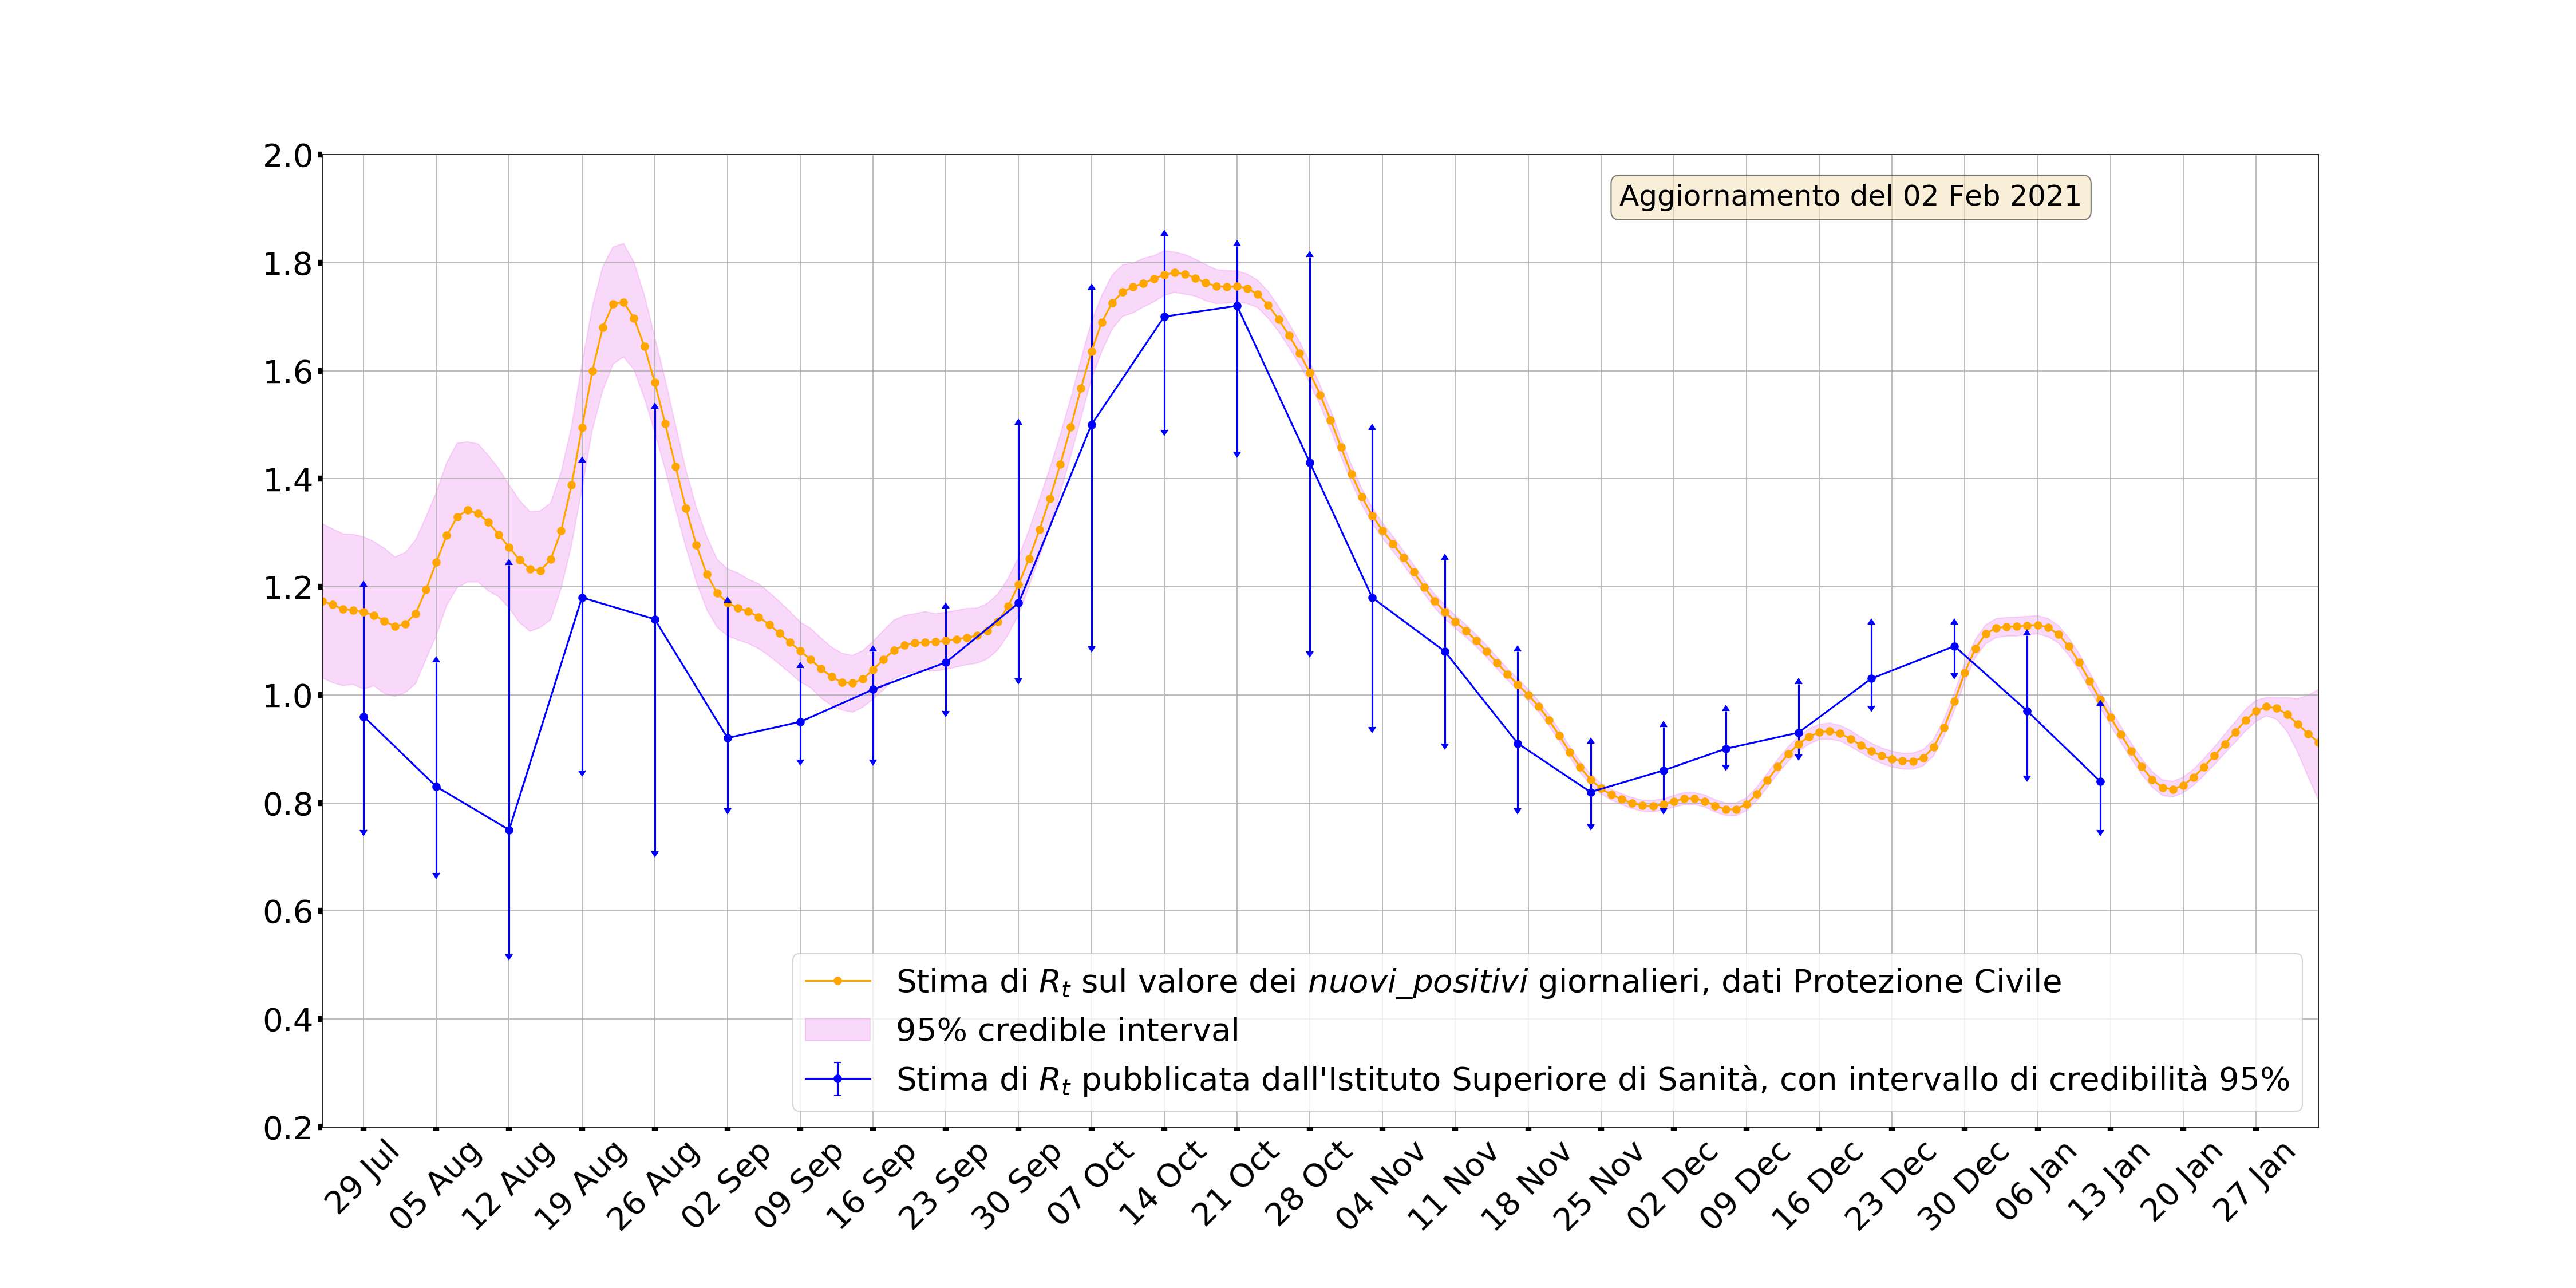 2.0
1.8
1.6
1.4
1.2
1.0
0.8
0.6
0.4
0.2
Aggiornamento del 02 Feb 2021
Stima di Rt sul valore dei nuovi_positivi giornalieri, dati Protezione Civile
95% credible interval
Stima di Rt pubblicata dall'Istituto Superiore di Sanità, con intervallo di credibilità 95%
29 Jul
05 Aug
12 Aug
19 Aug
26 Aug
02 Sep
09 Sep
16 Sep
23 Sep
30 Sep
07 Oct
14 Oct
21 Oct
28 Oct
04 Nov
11 Nov
18 Nov
25 Nov
02 Dec
09 Dec
16 Dec
23 Dec
30 Dec
06 Jan
13 Jan
20 Jan
27 Jan